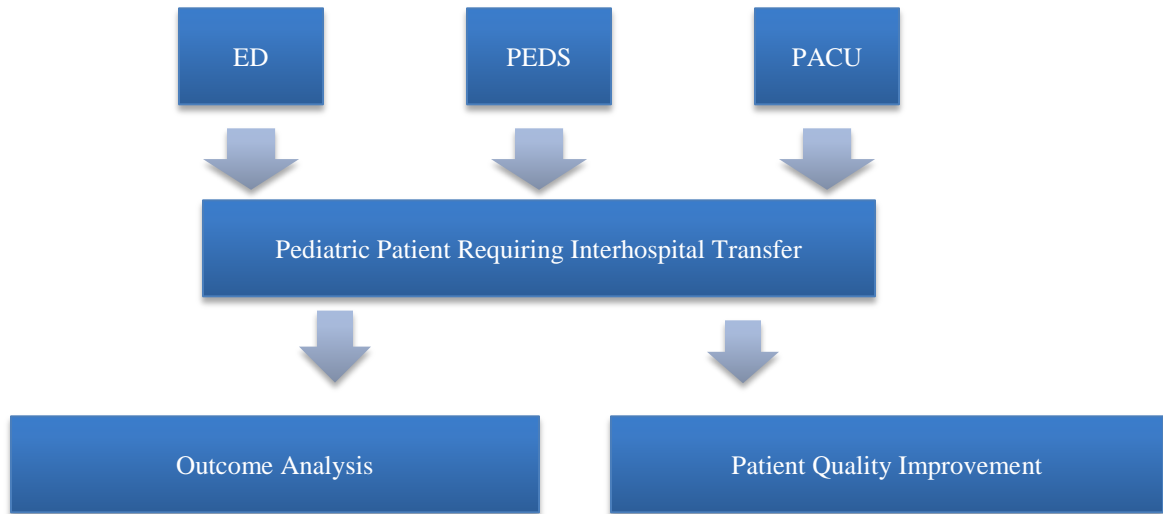 ED
PEDS
PACU
Pediatric Patient Requiring Interhospital Transfer
Outcome Analysis
Patient Quality Improvement